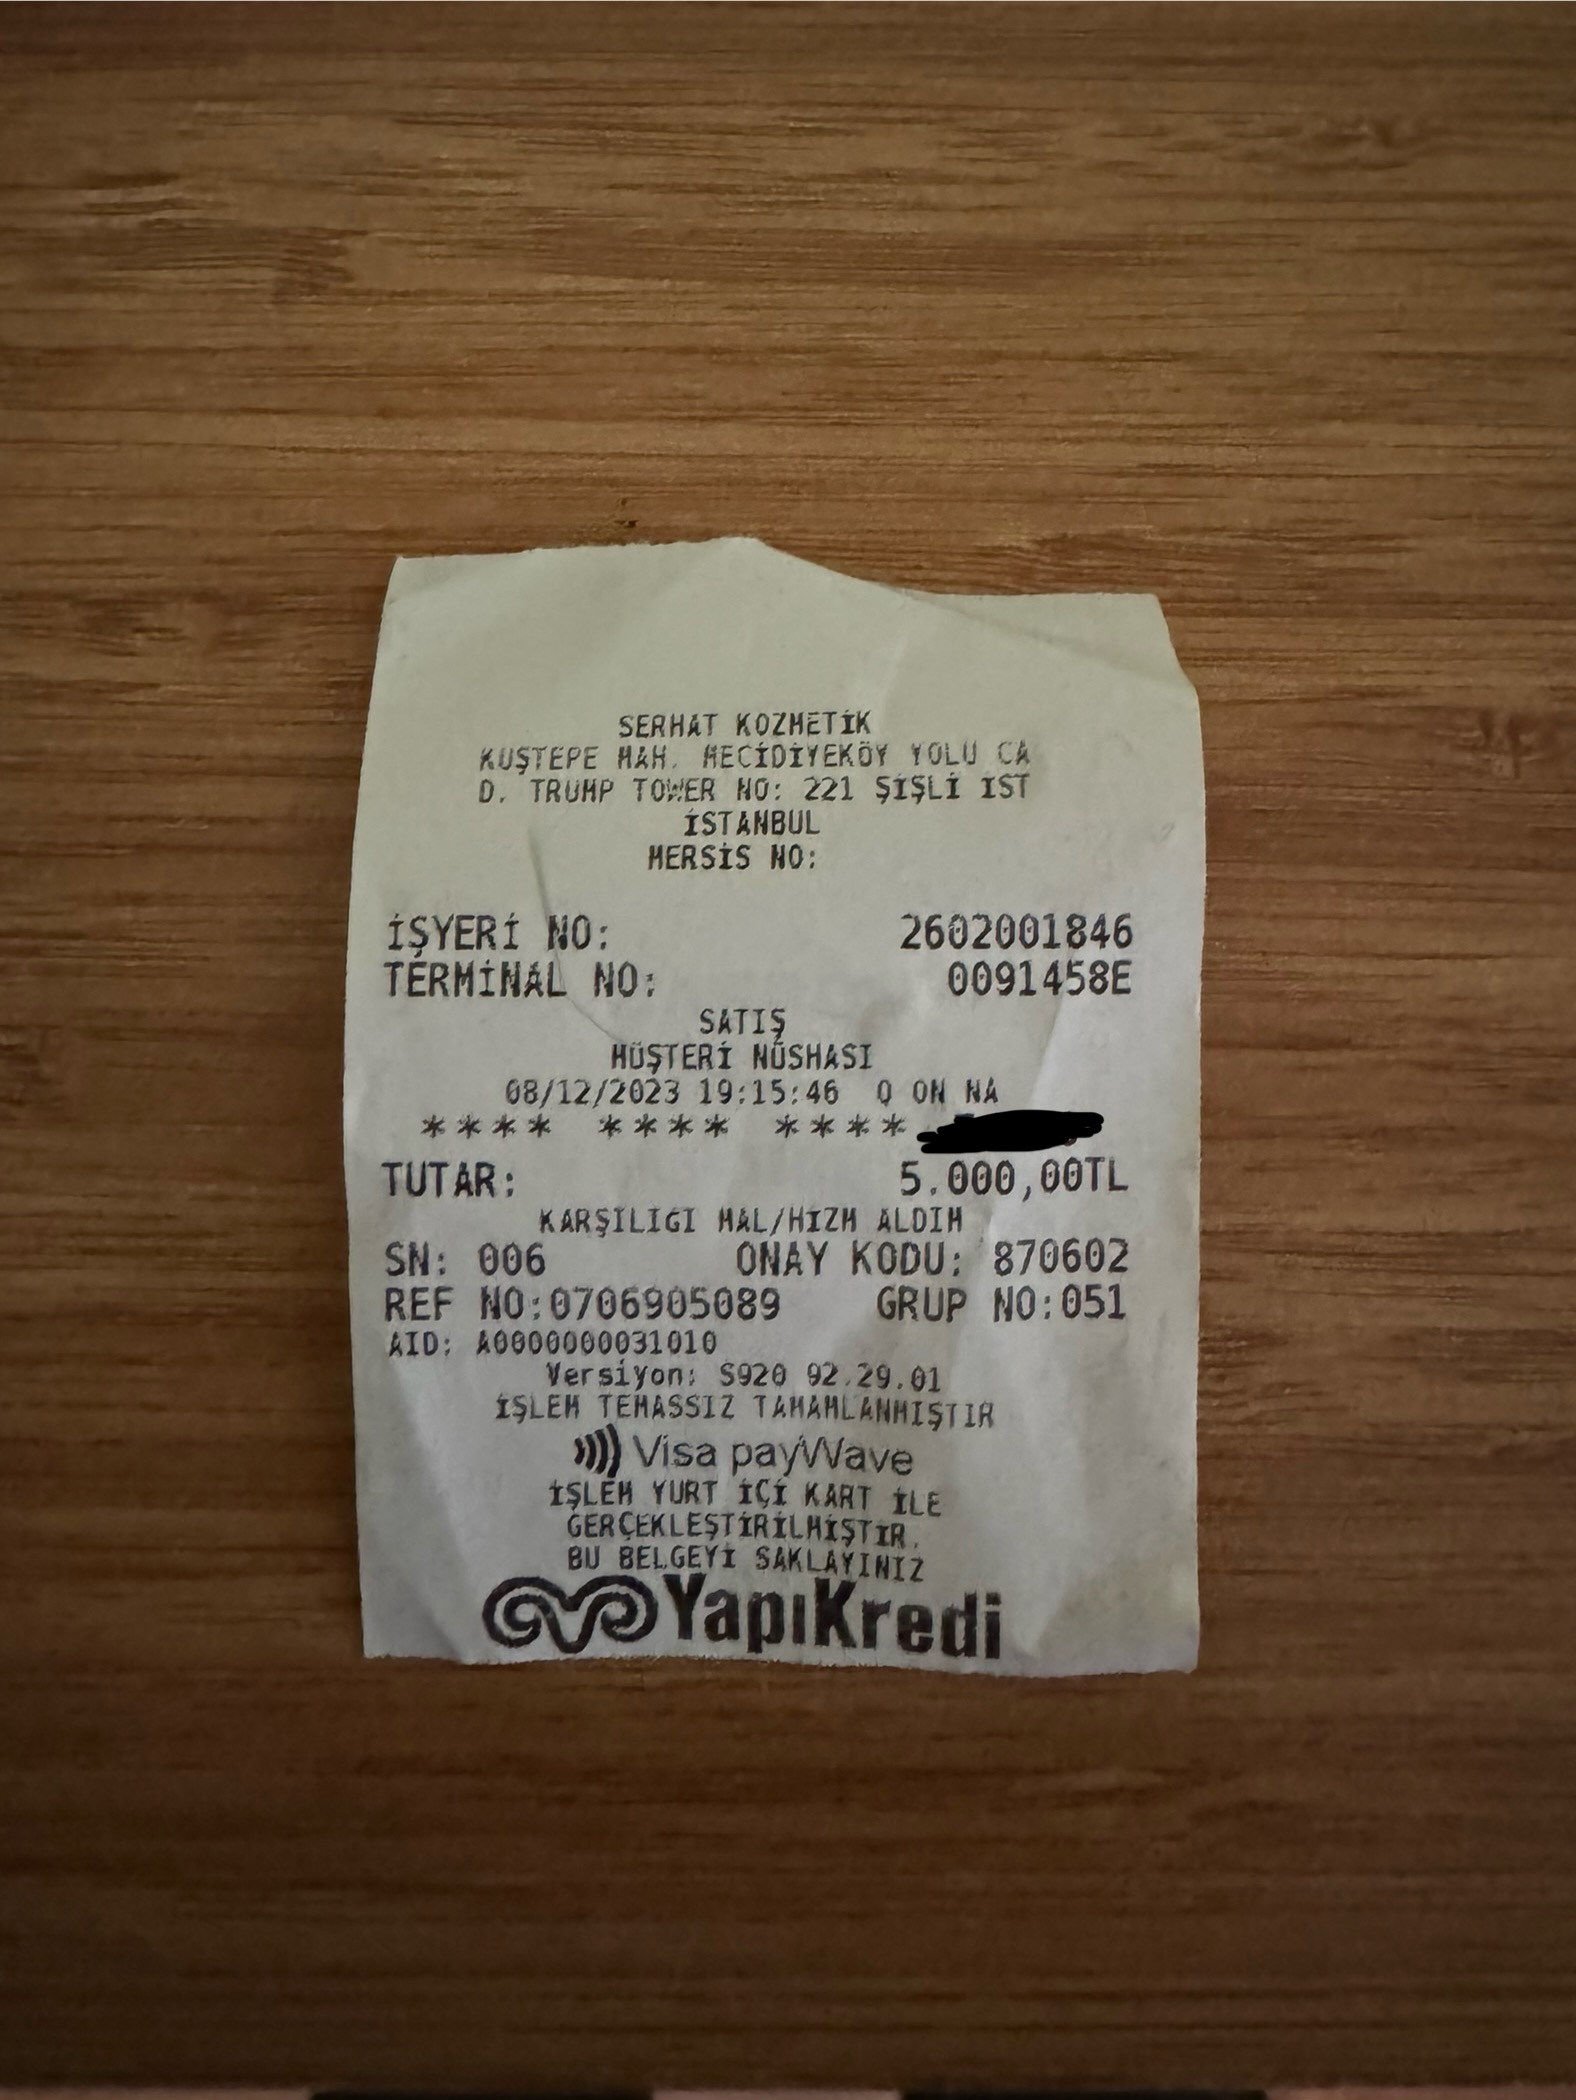 SERHAT KOZMETİK
KUŞTEPE MAH. MECİDİYEKÖY YOLU CA
D. TRUMP TOWER NO: 221 ŞİŞLİ İST
İSTANBUL
MERSİS NO:
İŞYERİ NO: 2602001846
TERMİNAL NO: 0091458E
SATIŞ
MÜŞTERİ NÜSHASI
08/12/2023 19:15:46 Q ON NA
**** **** ****
TUTAR: 5.000,00TL
KARŞILIGI MAL/HIZM ALDIM
SN: 006 ONAY KODU: 870602
REF NO:0706905089 GRUP NO:051
AID: A0000000031010
Versiyon: S920 92.29.01
İŞLEM TEMASSIZ TAMAMLANMIŞTIR
Visa payWave
İŞLEM YURT İÇİ KART İLE
GERÇEKLEŞTİRİLMİŞTİR.
BU BELGEYİ SAKLAYINIZ
YapıKredi